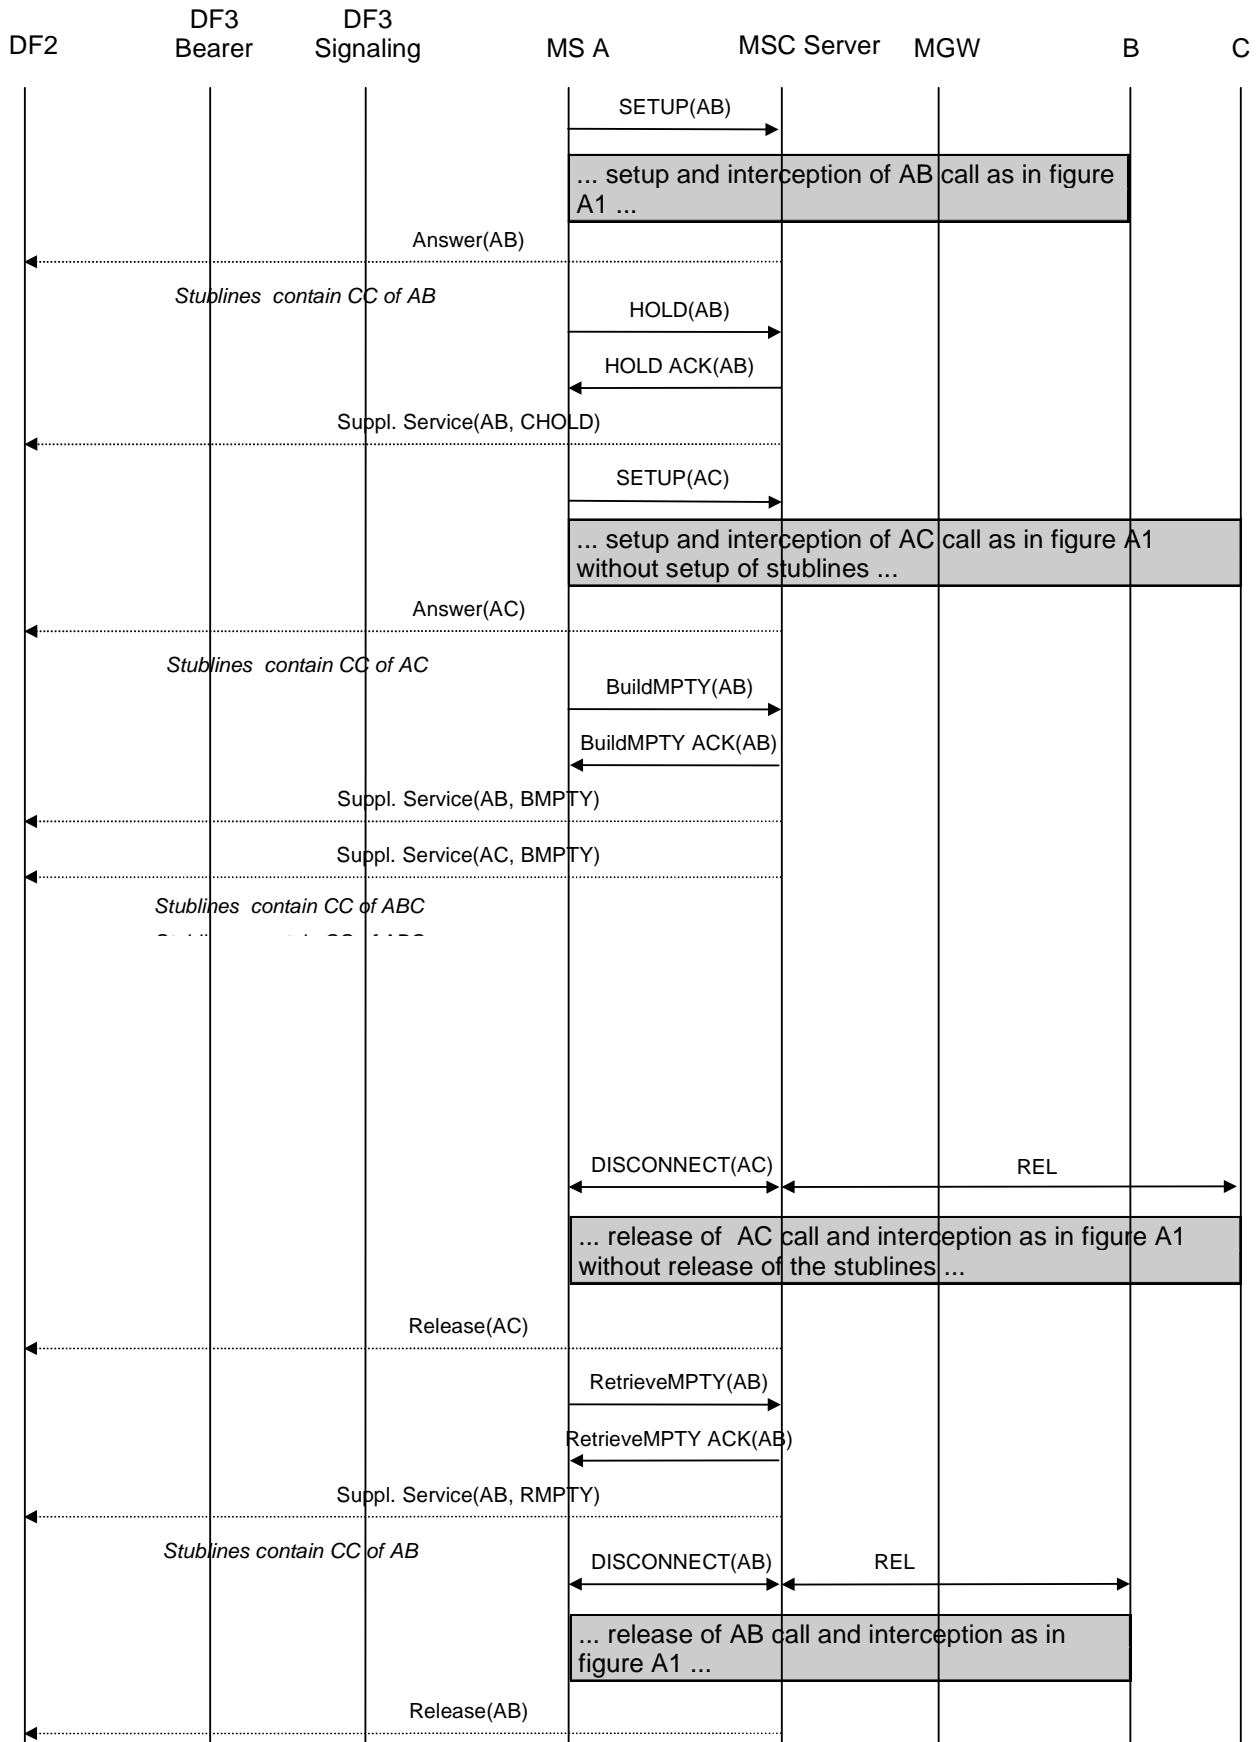 DF2
DF3
Bearer
DF3
Signaling
MS A
MSC Server
MGW
B
C
SETUP(AB)
... setup and interception of AB call as in figure
A1 ...
Answer(AB)
Stublines contain CC of AB
HOLD(AB)
HOLD ACK(AB)
Suppl. Service(AB, CHOLD)
SETUP(AC)
... setup and interception of AC call as in figure A1
without setup of stublines ...
Answer(AC)
Stublines contain CC of AC
BuildMPTY(AB)
BuildMPTY ACK(AB)
Suppl. Service(AB, BMPTY)
Suppl. Service(AC, BMPTY)
Stublines contain CC of ABC
DISCONNECT(AC)
REL
... release of AC call and interception as in figure A1
without release of the stublines ...
Release(AC)
RetrieveMPTY(AB)
RetrieveMPTY ACK(AB)
Suppl. Service(AB, RMPTY)
Stublines contain CC of AB
DISCONNECT(AB)
REL
... release of AB call and interception as in
figure A1 ...
Release(AB)